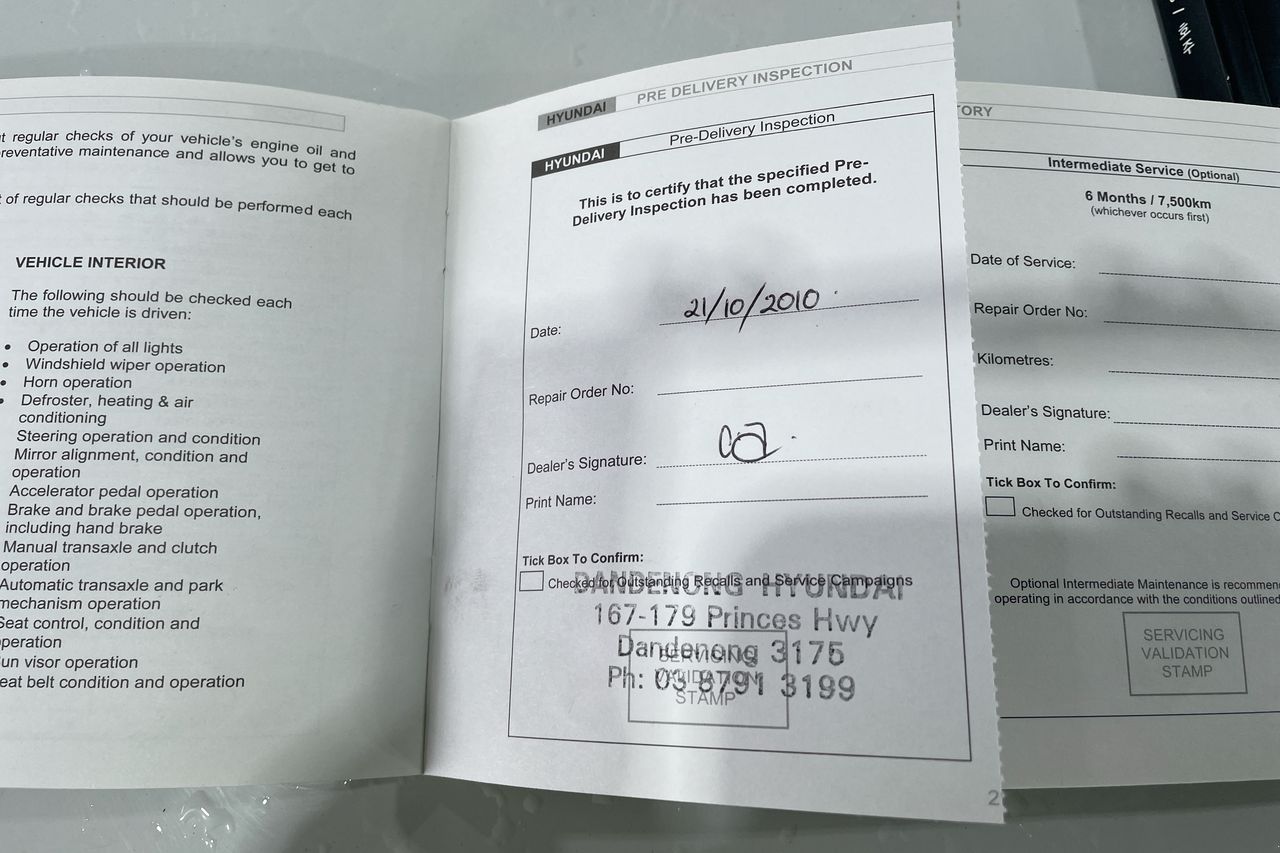 t regular checks of your vehicle's engine oil and
reventative maintenance and allows you to get to
t of regular checks that should be performed each
VEHICLE INTERIOR
The following should be checked each
time the vehicle is driven:
• Operation of all lights
• Windshield wiper operation
• Horn operation
• Defroster, heating & air
conditioning
Steering operation and condition
Mirror alignment, condition and
operation
Accelerator pedal operation
Brake and brake pedal operation,
including hand brake
Manual transaxle and clutch
operation
Automatic transaxle and park
mechanism operation
Seat control, condition and
operation
un visor operation
eat belt condition and operation
HYUNDAI PRE DELIVERY INSPECTION
HYUNDAI Pre-Delivery Inspection
This is to certify that the specified Pre-
Delivery Inspection has been completed.
Date: 21/10/2010
Repair Order No:
Dealer's Signature:
Print Name:
Tick Box To Confirm:
Checked for Outstanding Recalls and Service Campaigns
DANDENONG HYUNDAI
167-179 Princes Hwy
Dandenong 3175
Ph: 03 8791 3199
SERVICING
VALIDATION
STAMP
2
ORY
Intermediate Service (Optional)
6 Months / 7,500km
(whichever occurs first)
Date of Service:
Repair Order No:
Kilometres:
Dealer's Signature:
Print Name:
Tick Box To Confirm:
Checked for Outstanding Recalls and Service C
Optional Intermediate Maintenance is recommen
operating in accordance with the conditions outlined
SERVICING
VALIDATION
STAMP